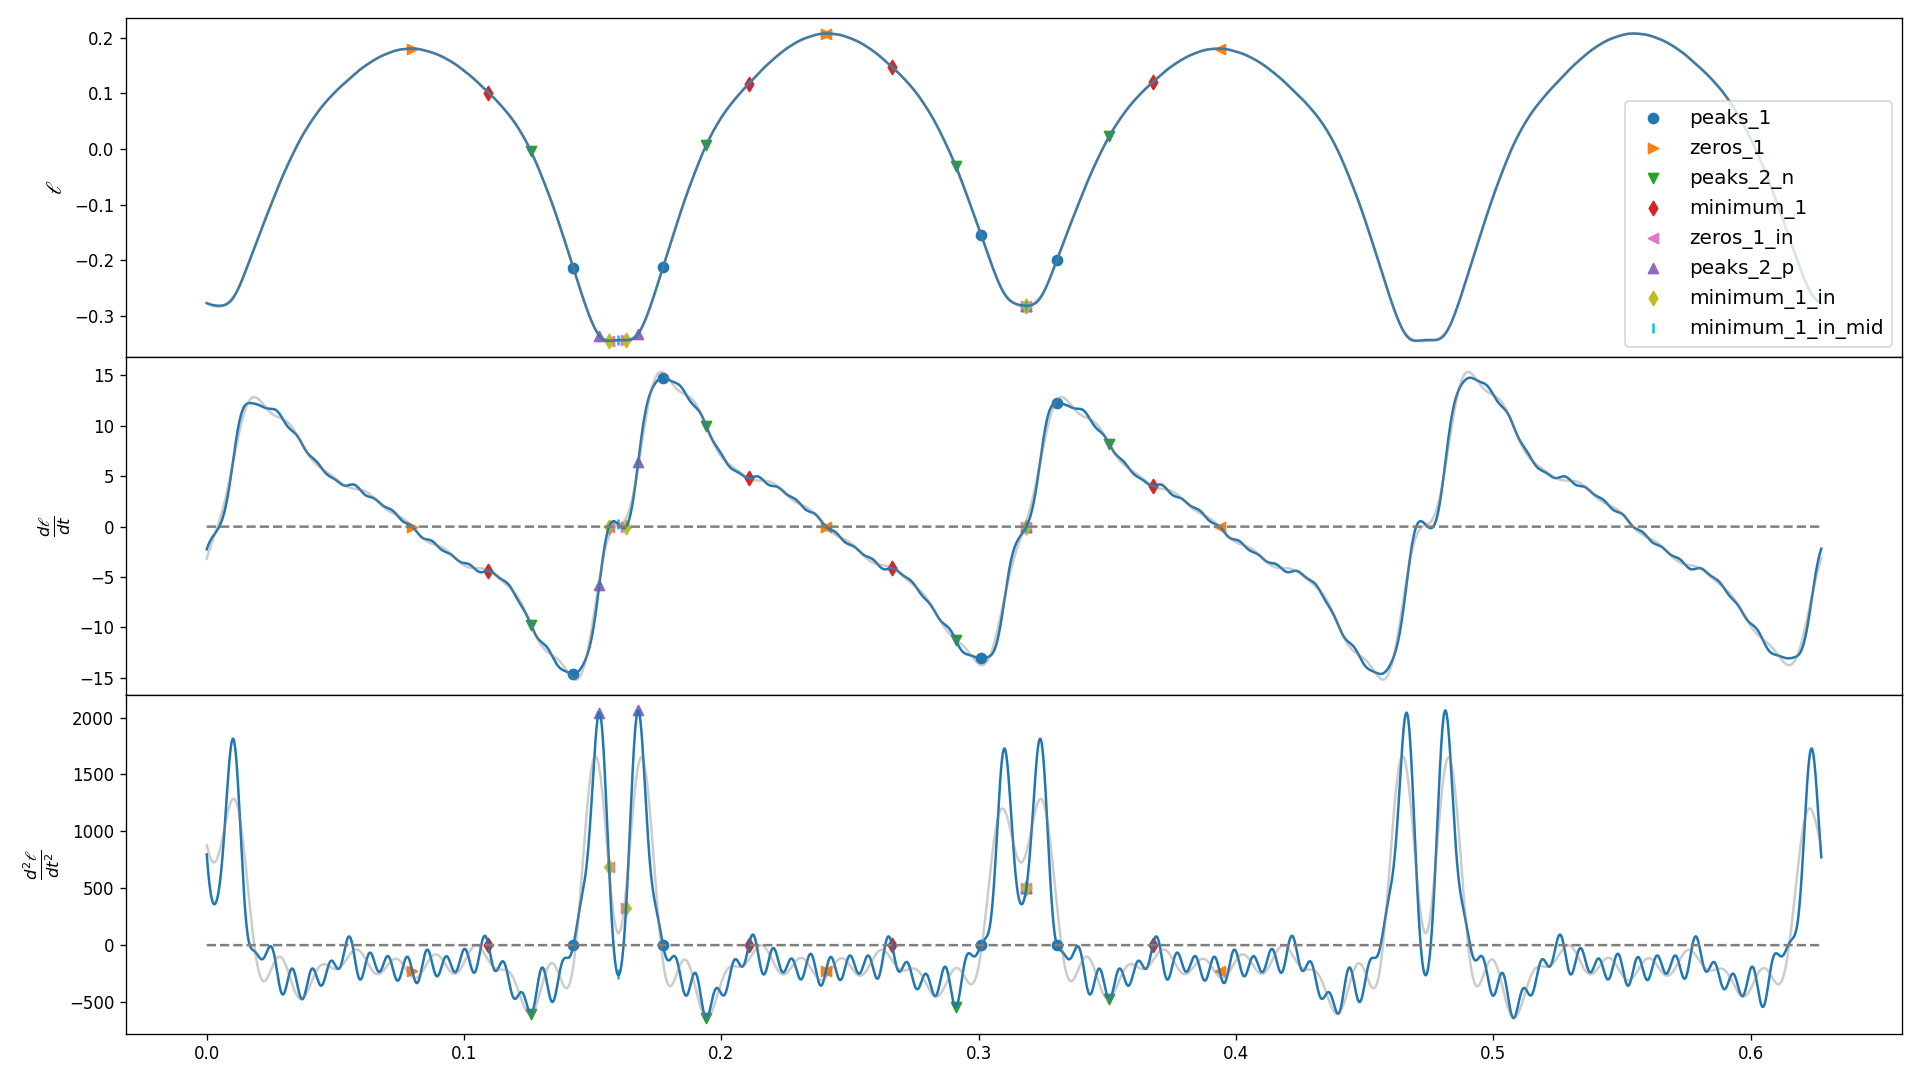 0.2
0.1
0.0
−0.1
−0.2
−0.3
ℓ
peaks_1
zeros_1
peaks_2_n
minimum_1
zeros_1_in
peaks_2_p
minimum_1_in
minimum_1_in_mid
15
10
5
0
−5
−10
−15
dℓ/dt
2000
1500
1000
500
0
−500
d²ℓ/dt²
0.0 0.1 0.2 0.3 0.4 0.5 0.6